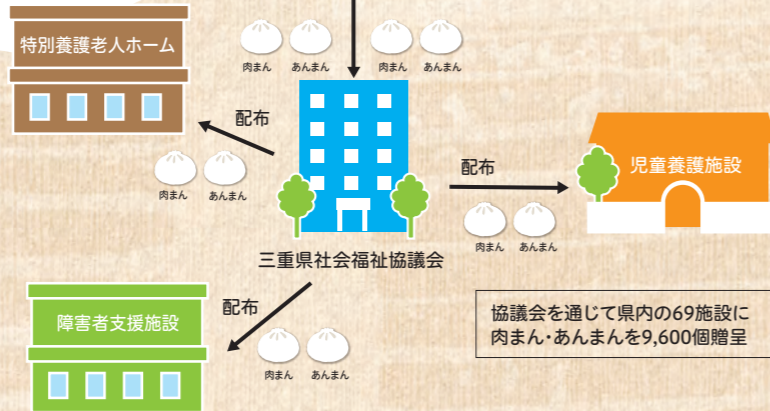 特別養護老人ホーム
肉まん あんまん 肉まん あんまん
配布
肉まん あんまん
配布
児童養護施設
肉まん あんまん
三重県社会福祉協議会
障害者支援施設
配布
肉まん あんまん
協議会を通じて県内の69施設に
肉まん・あんまんを9,600個贈呈